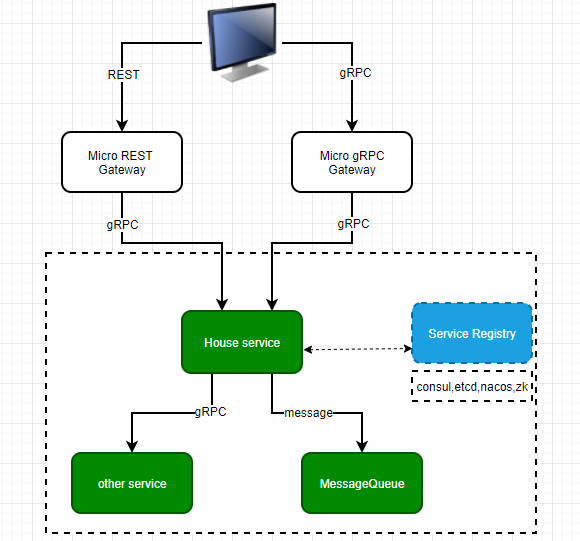 REST
gRPC
Micro REST
Gateway
Micro gRPC
Gateway
gRPC
gRPC
House service
Service Registry
consul,etcd,nacos,zk
gRPC
message
other service
MessageQueue